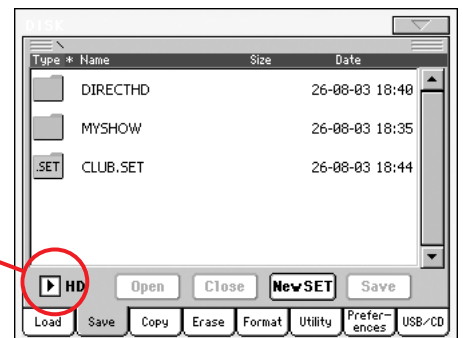 DISK
Type * Name Size Date
DIRECTHD 26-08-03 18:40
MYSHOW 26-08-03 18:35
.SET CLUB.SET 26-08-03 18:44
HD Open Close New SET Save
Load Save Copy Erase Format Utility Prefer-ences USB/CD